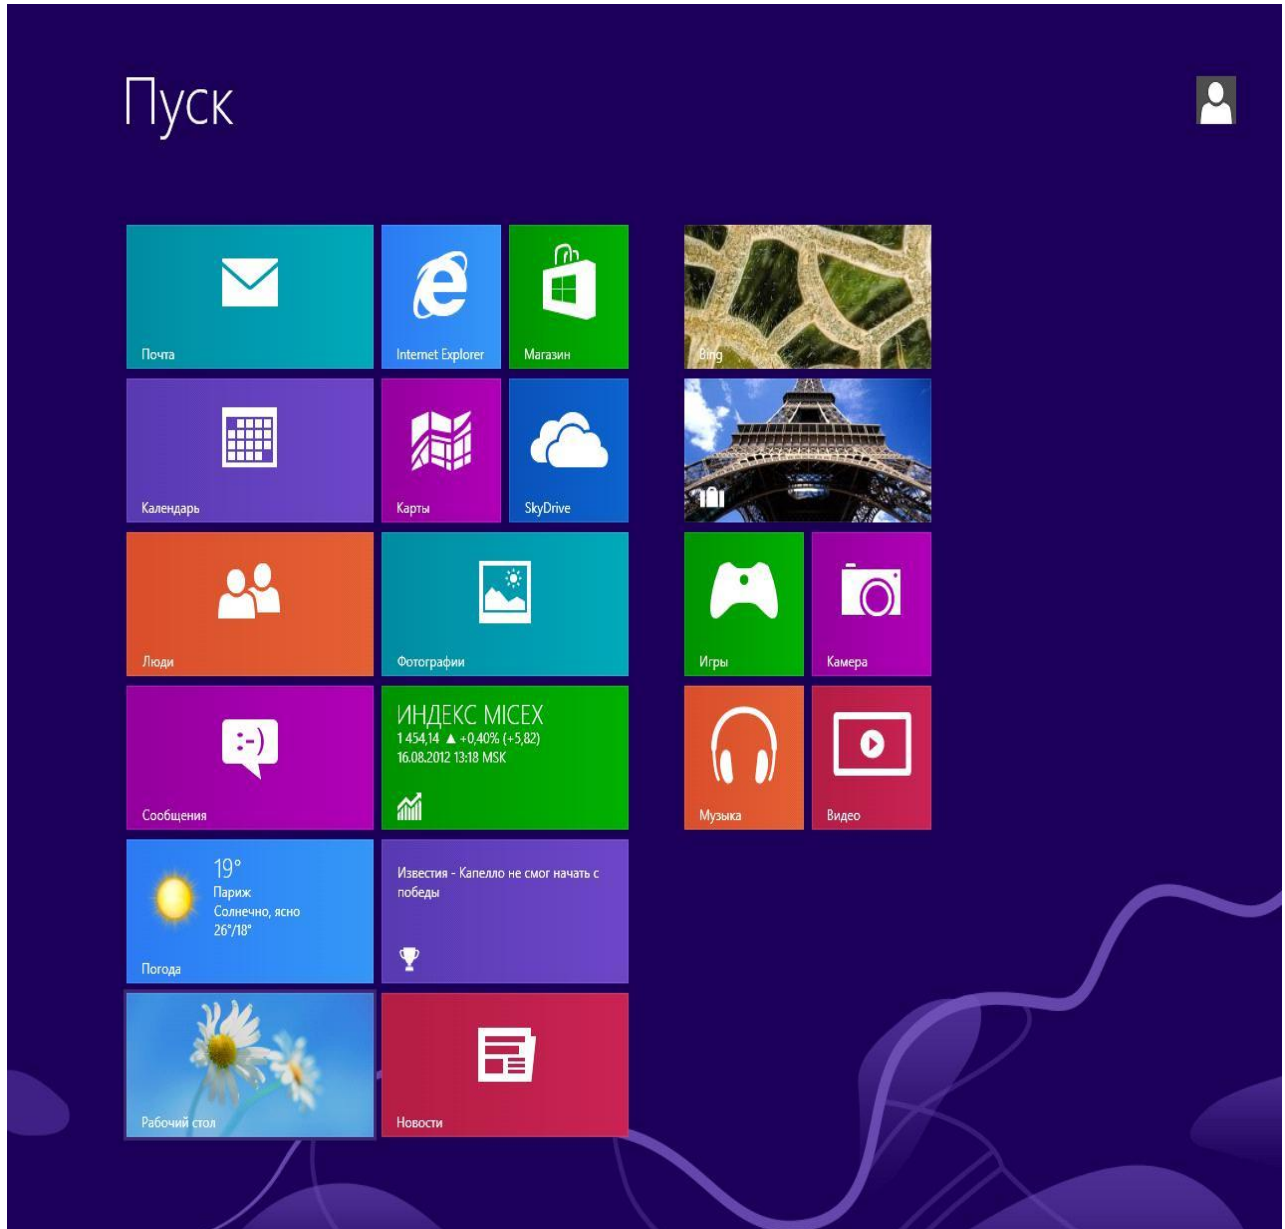 Пуск
Почта
Internet Explorer
Магазин
Bing
Календарь
Карты
SkyDrive
Люди
Фотографии
Игры
Камера
Сообщения
ИНДЕКС MICEX
1 454,14 ▲ +0,40% (+5,82)
16.08.2012 13:18 MSK
Музыка
Видео
19°
Париж
Солнечно, ясно
26°/18°
Погода
Известия - Капелло не смог начать с
победы
Рабочий стол
Новости